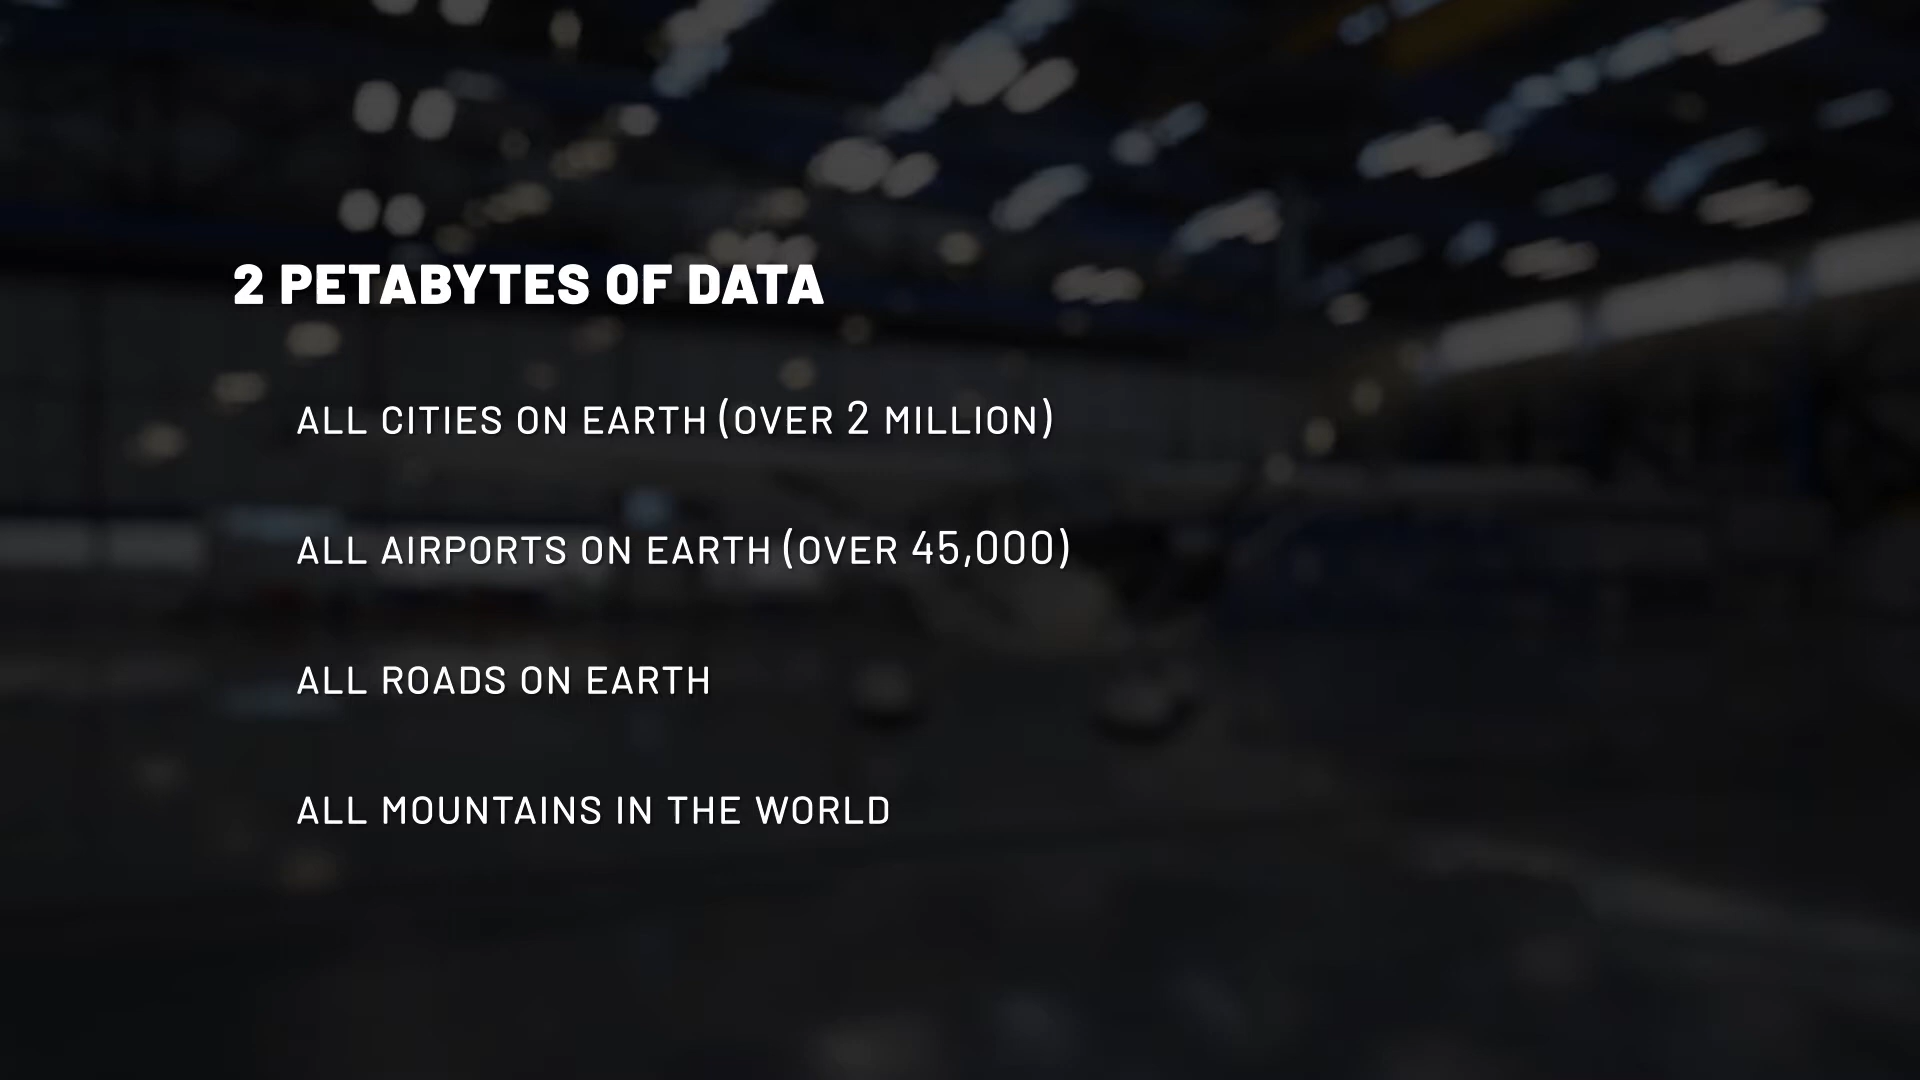 2 PETABYTES OF DATA
ALL CITIES ON EARTH (OVER 2 MILLION)
ALL AIRPORTS ON EARTH (OVER 45,000)
ALL ROADS ON EARTH
ALL MOUNTAINS IN THE WORLD